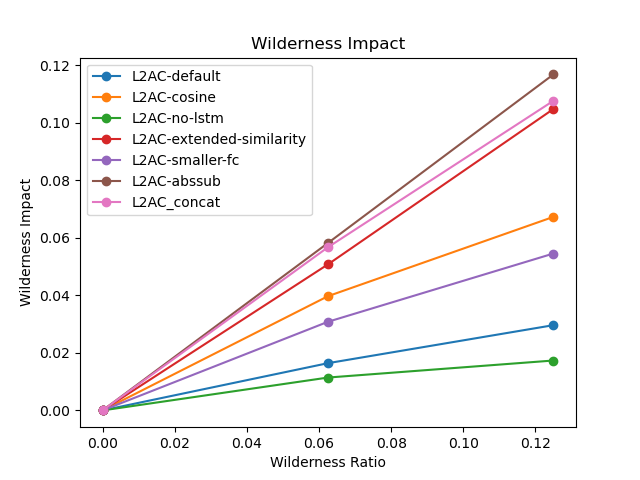 Wilderness Impact
0.12
0.10
0.08
0.06
0.04
0.02
0.00
Wilderness Impact
L2AC-default
L2AC-cosine
L2AC-no-lstm
L2AC-extended-similarity
L2AC-smaller-fc
L2AC-abssub
L2AC_concat
0.00 0.02 0.04 0.06 0.08 0.10 0.12
Wilderness Ratio